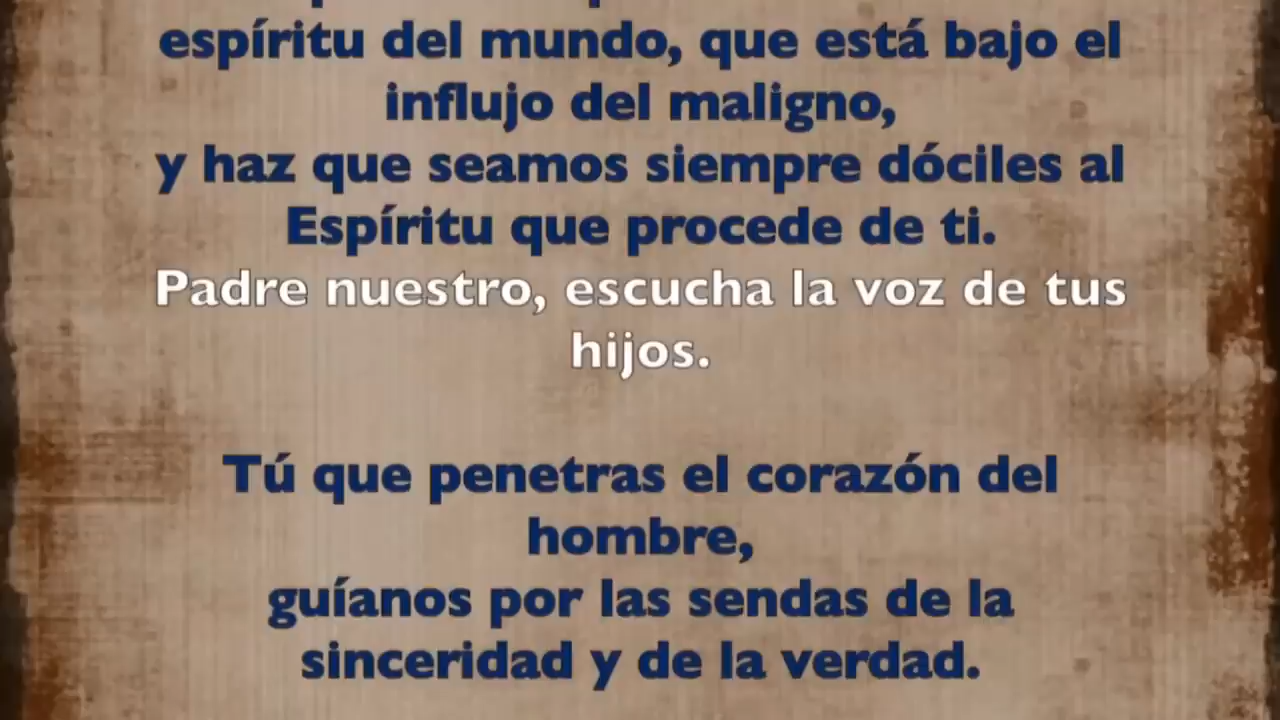 espíritu del mundo, que está bajo el
influjo del maligno,
y haz que seamos siempre dóciles al
Espíritu que procede de ti.
Padre nuestro, escucha la voz de tus
hijos.
Tú que penetras el corazón del
hombre,
guíanos por las sendas de la
sinceridad y de la verdad.